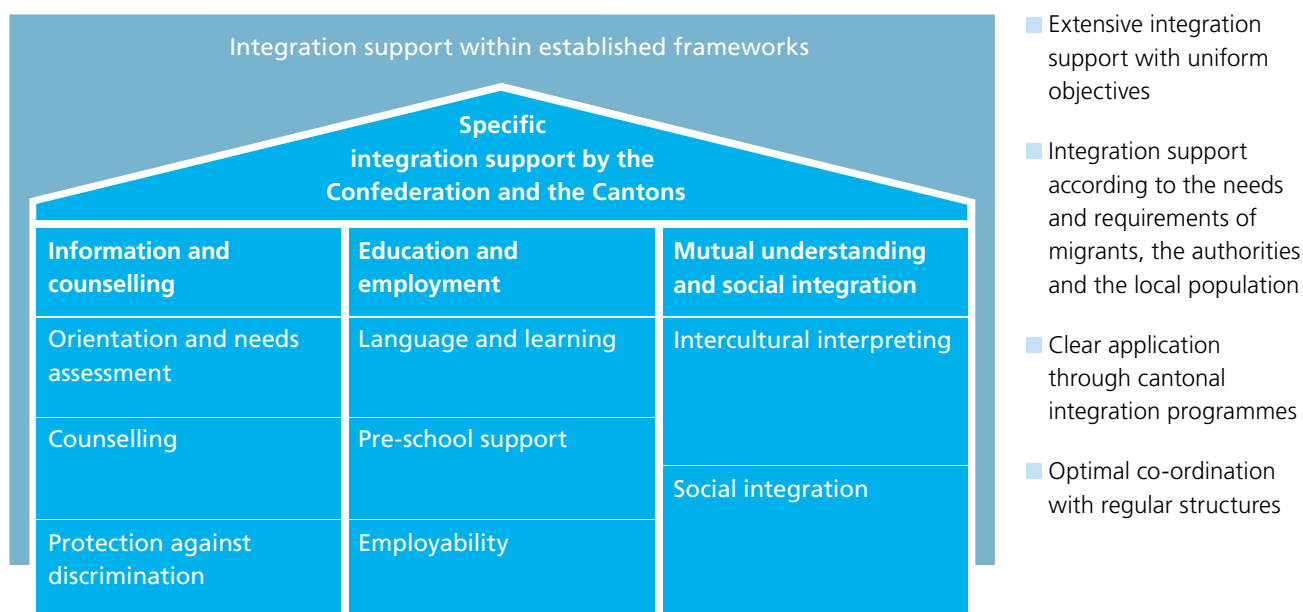 Integration support within established frameworks
Specific
integration support by the
Confederation and the Cantons
Information and
counselling
Orientation and needs
assessment
Counselling
Protection against
discrimination
Education and
employment
Language and learning
Pre-school support
Employability
Mutual understanding
and social integration
Intercultural interpreting
Social integration
Extensive integration
support with uniform
objectives
Integration support
according to the needs
and requirements of
migrants, the authorities
and the local population
Clear application
through cantonal
integration programmes
Optimal co-ordination
with regular structures